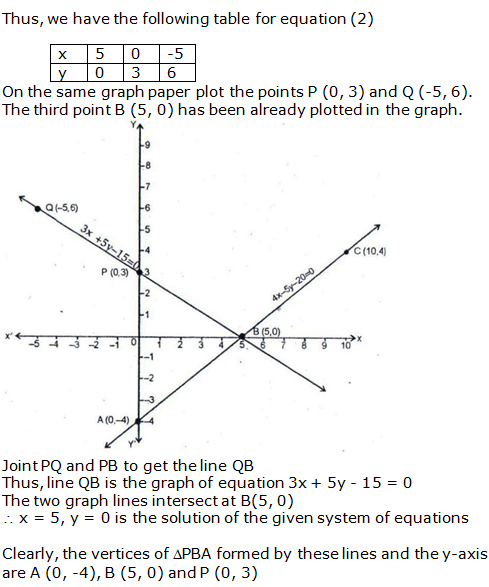 Thus, we have the following table for equation (2)
x 5 0 -5
y 0 3 6
On the same graph paper plot the points P (0, 3) and Q (-5, 6).
The third point B (5, 0) has been already plotted in the graph.
Y
9
8
7
Q(–5,6) 6
5
3x +5y–15=0 4 C(10,4)
P (0,3) 3
2 4x–5y–20=0
1
B(5,0)
x' -5 -4 -3 -2 -1 0 1 2 3 4 5 6 7 8 9 10 x
–1
–2
–3
A(0,-4) –4
Y'
Joint PQ and PB to get the line QB
Thus, line QB is the graph of equation 3x + 5y - 15 = 0
The two graph lines intersect at B(5, 0)
∴ x = 5, y = 0 is the solution of the given system of equations
Clearly, the vertices of ΔPBA formed by these lines and the y-axis
are A (0, -4), B (5, 0) and P (0, 3)